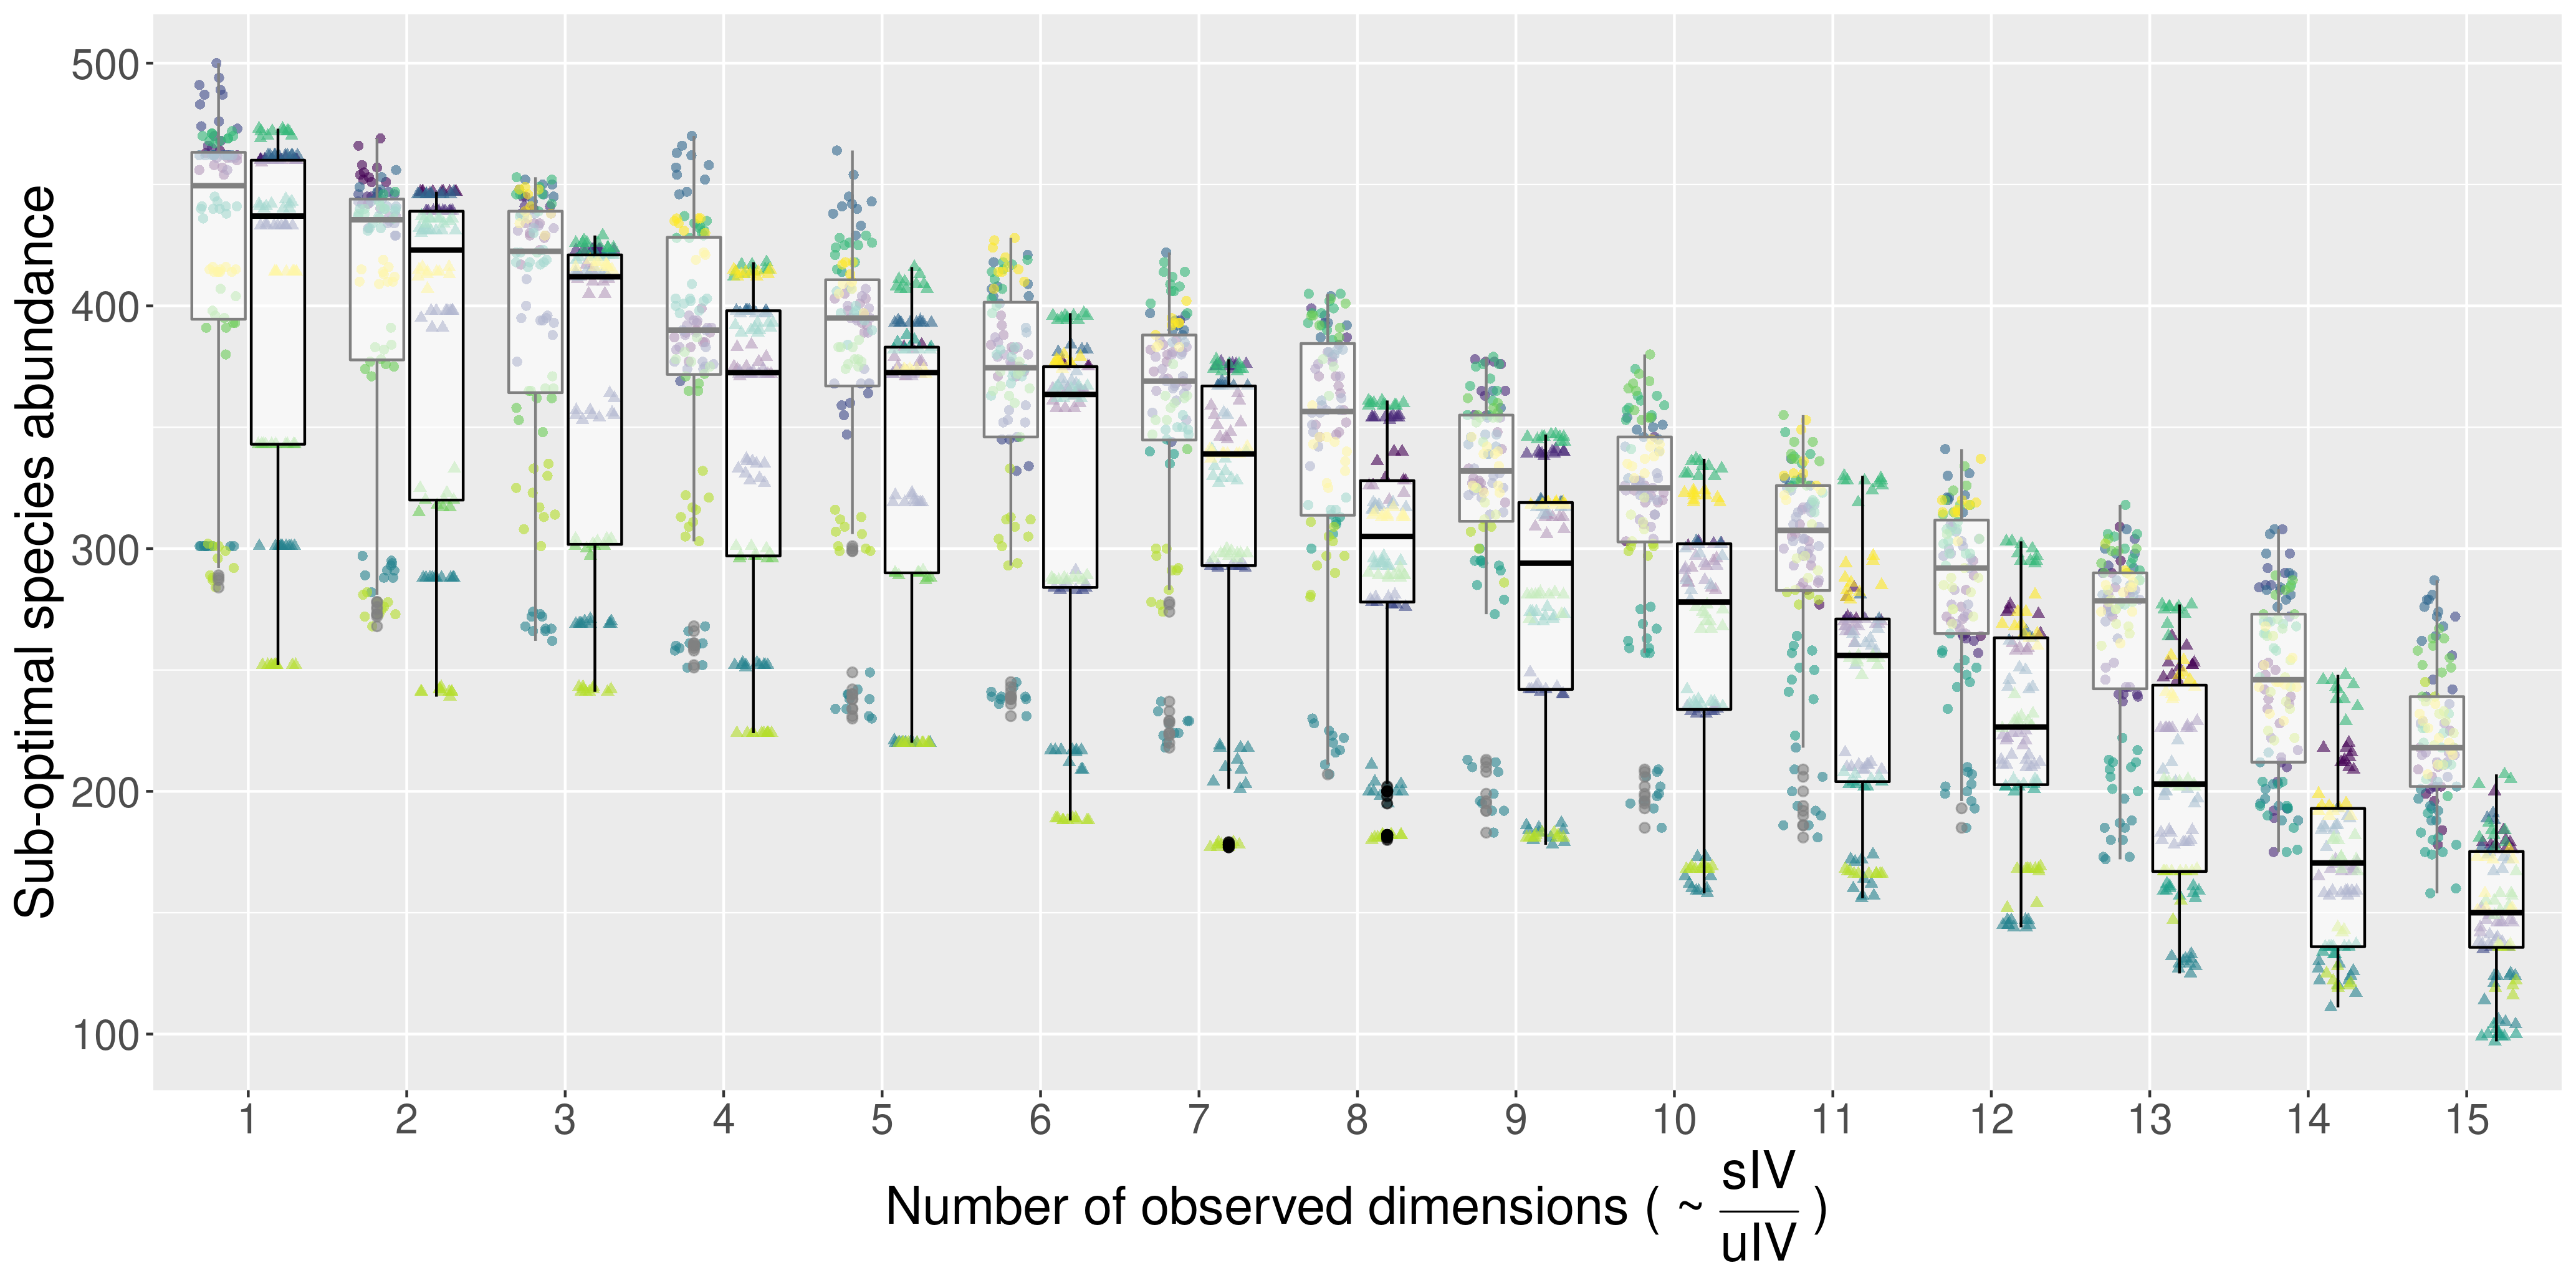 Sub-optimal species abundance
500
400
300
200
100
1 2 3 4 5 6 7 8 9 10 11 12 13 14 15
Number of observed dimensions ( ~ sIV / uIV )